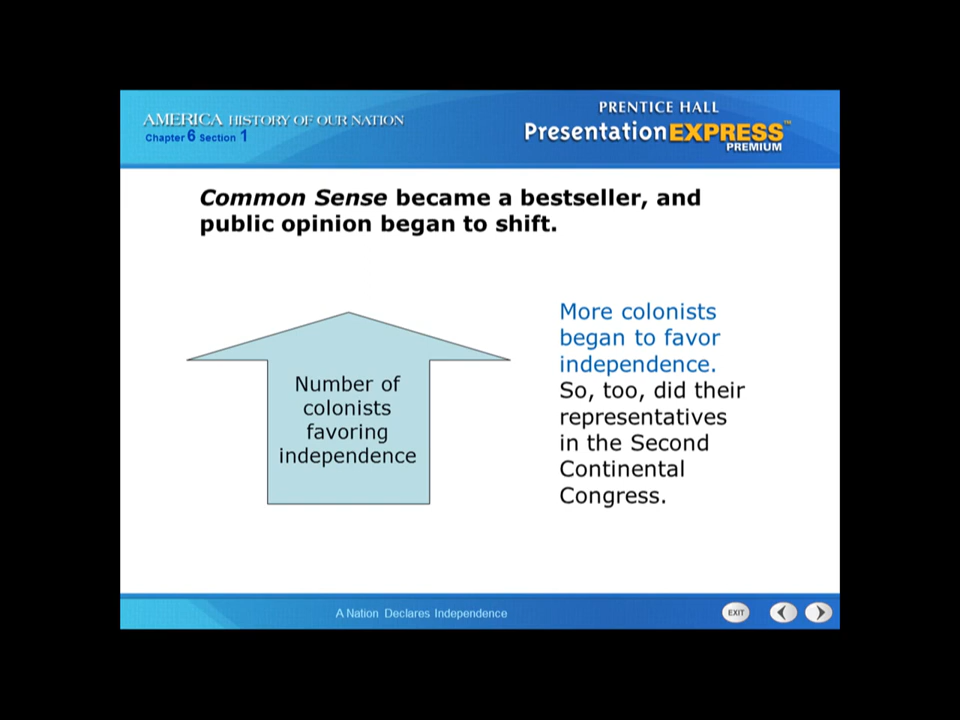 AMERICA HISTORY OF OUR NATION
Chapter 6 Section 1
PRENTICE HALL
PresentationEXPRESS™
PREMIUM
Common Sense became a bestseller, and
public opinion began to shift.
Number of
colonists
favoring
independence
More colonists
began to favor
independence.
So, too, did their
representatives
in the Second
Continental
Congress.
A Nation Declares Independence
EXIT